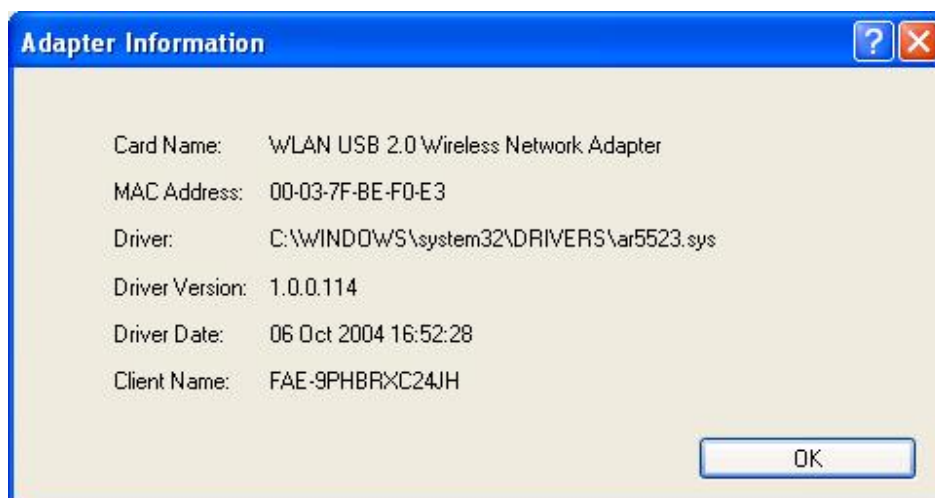 Adapter Information
Card Name: WLAN USB 2.0 Wireless Network Adapter
MAC Address: 00-03-7F-BE-F0-E3
Driver: C:\WINDOWS\system32\DRIVERS\ar5523.sys
Driver Version: 1.0.0.114
Driver Date: 06 Oct 2004 16:52:28
Client Name: FAE-9PHBRXC24JH
OK